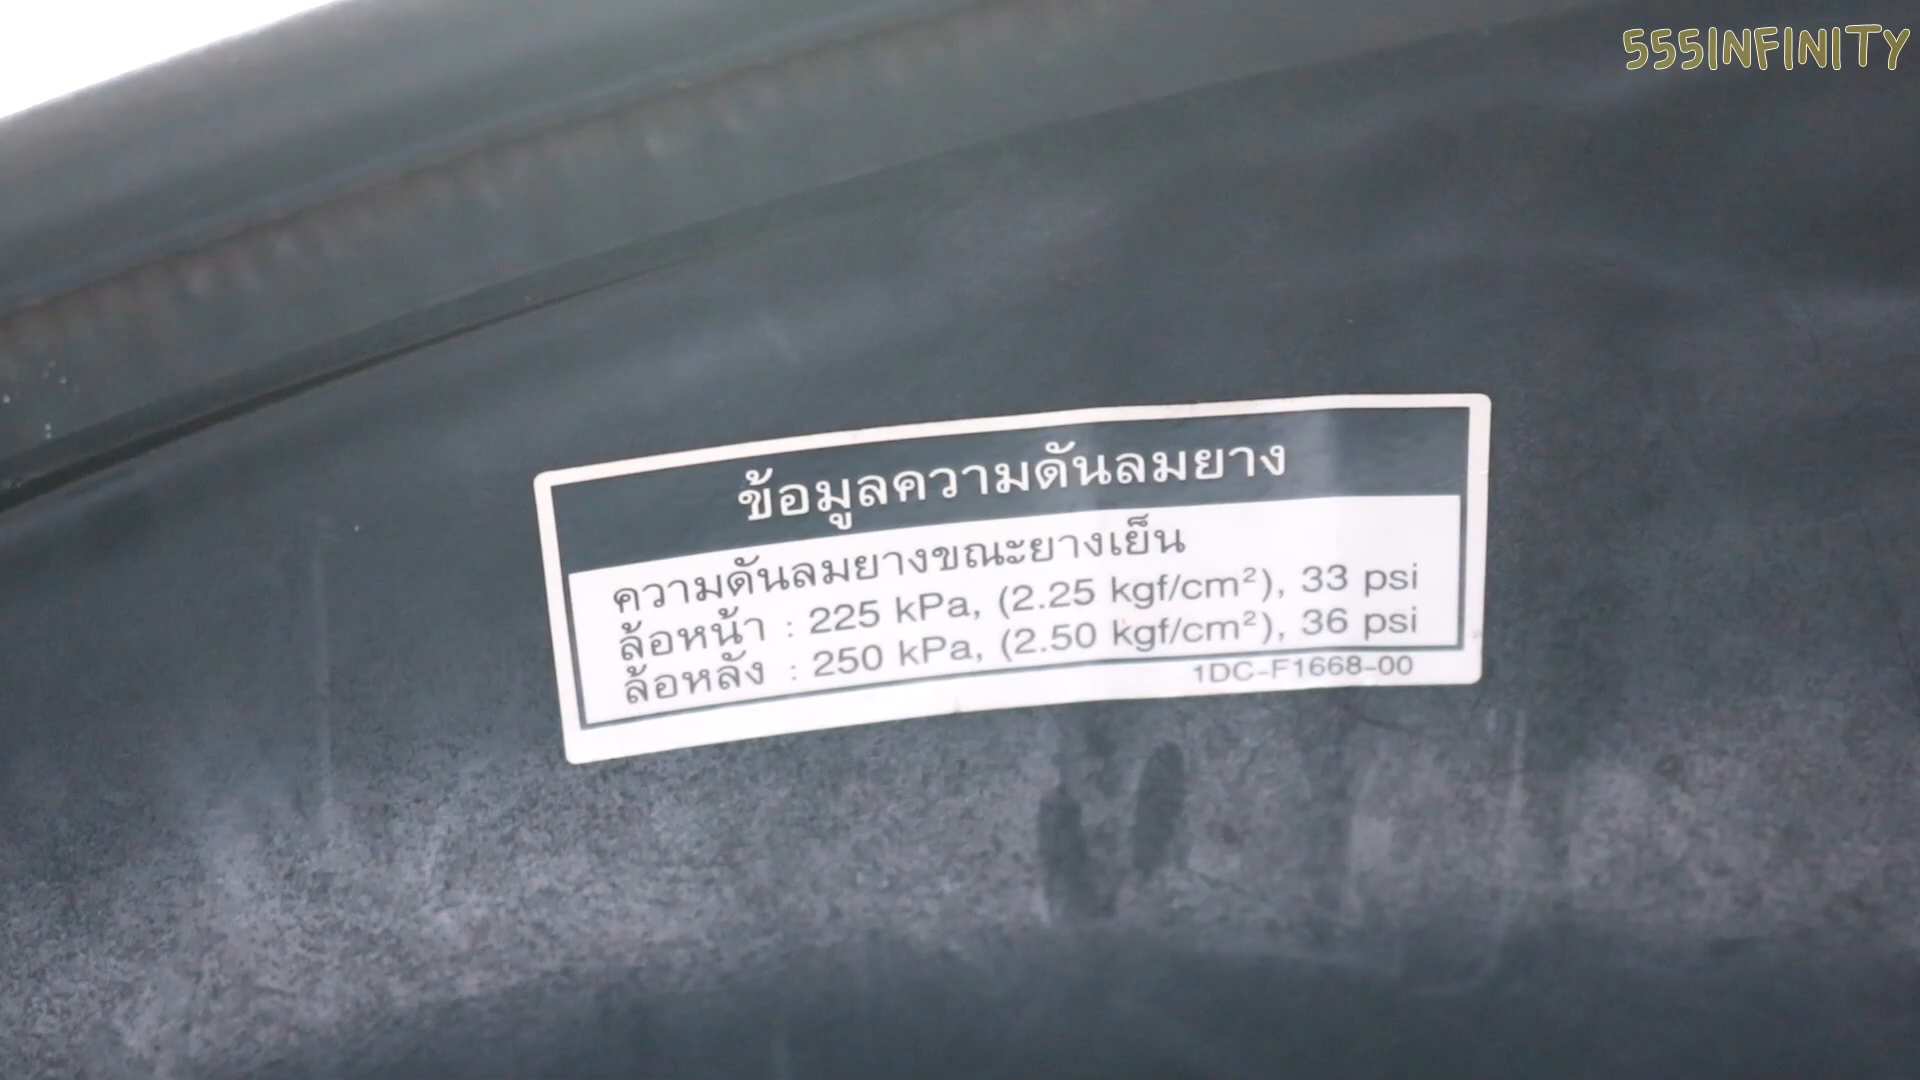 555INFINITY
ข้อมูลความดันลมยาง
ความดันลมยางขณะยางเย็น
ล้อหน้า : 225 kPa, (2.25 kgf/cm²), 33 psi
ล้อหลัง : 250 kPa, (2.50 kgf/cm²), 36 psi
1DC-F1668-00